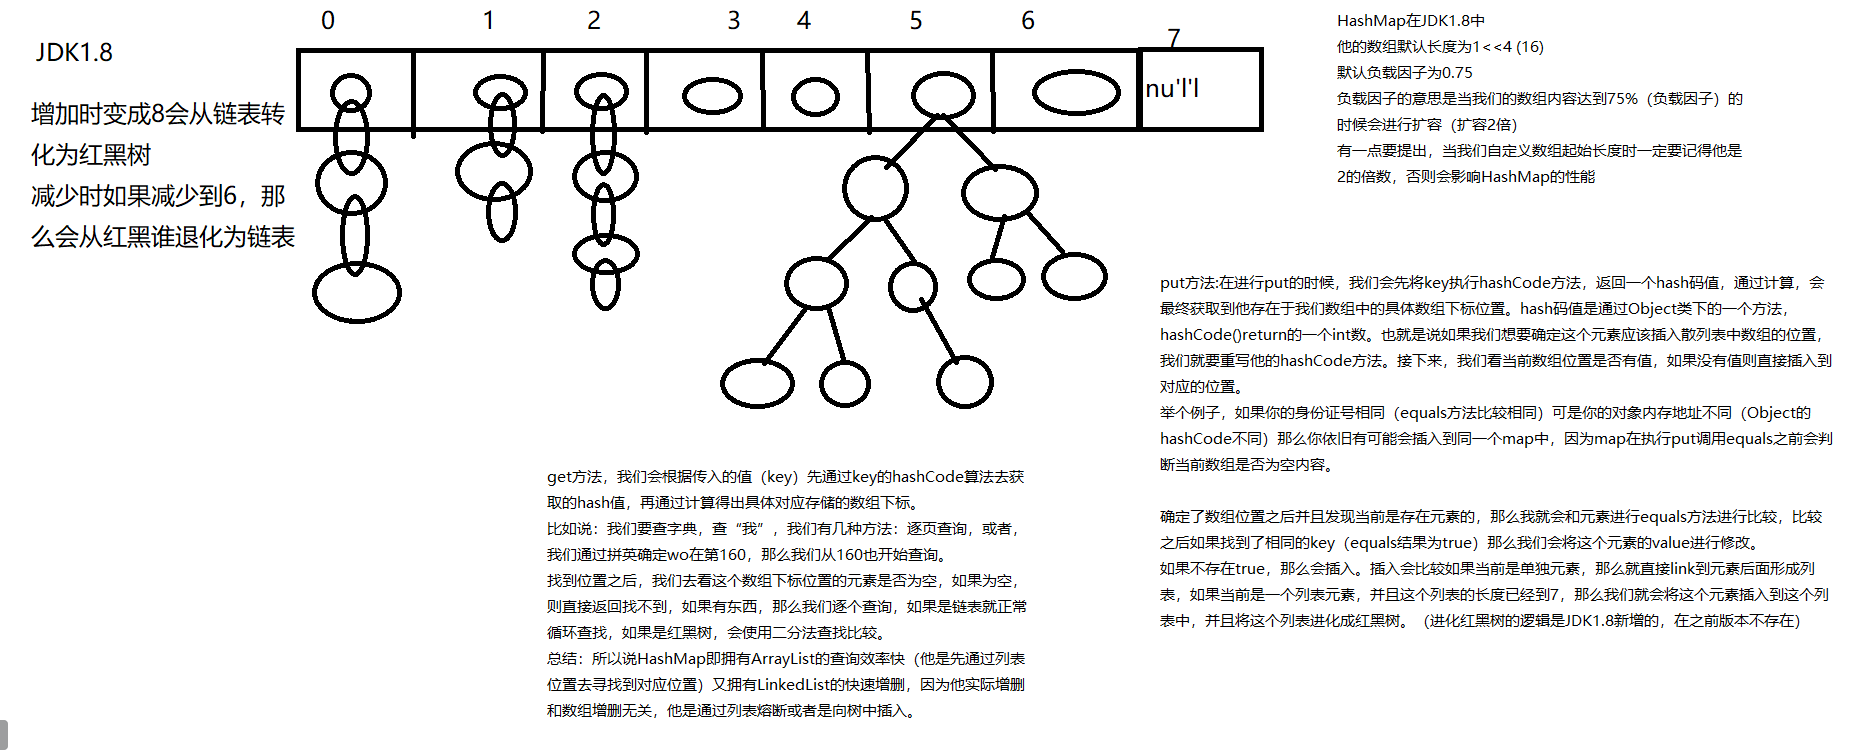 0 1 2 3 4 5 6 7
JDK1.8
nu'l'l
增加时变成8会从链表转
化为红黑树
减少时如果减少到6，那
么会从红黑谁退化为链表
HashMap在JDK1.8中
他的数组默认长度为1<<4 (16)
默认负载因子为0.75
负载因子的意思是当我们的数组内容达到75%（负载因子）的
时候会进行扩容（扩容2倍）
有一点要提出，当我们自定义数组起始长度时一定要记得他是
2的倍数，否则会影响HashMap的性能
put方法:在进行put的时候，我们会先将key执行hashCode方法，返回一个hash码值，通过计算，会
最终获取到他存在于我们数组中的具体数组下标位置。hash码值是通过Object类下的一个方法，
hashCode()return的一个int数。也就是说如果我们想要确定这个元素应该插入散列表中数组的位置，
我们就要重写他的hashCode方法。接下来，我们看当前数组位置是否有值，如果没有值则直接插入到
对应的位置。
举个例子，如果你的身份证号相同（equals方法比较相同）可是你的对象内存地址不同（Object的
hashCode不同）那么你依旧有可能会插入到同一个map中，因为map在执行put调用equals之前会判
断当前数组是否为空内容。
确定了数组位置之后并且发现当前是存在元素的，那么我就会和元素进行equals方法进行比较，比较
之后如果找到了相同的key（equals结果为true）那么我们会将这个元素的value进行修改。
如果不存在true，那么会插入。插入会比较如果当前是单独元素，那么就直接link到元素后面形成列
表，如果当前是一个列表元素，并且这个列表的长度已经到7，那么我们就会将这个元素插入到这个列
表中，并且将这个列表进化成红黑树。（进化红黑树的逻辑是JDK1.8新增的，在之前版本不存在）
get方法，我们会根据传入的值（key）先通过key的hashCode算法去获
取的hash值，再通过计算得出具体对应存储的数组下标。
比如说：我们要查字典，查“我”，我们有几种方法：逐页查询，或者，
我们通过拼英确定wo在第160，那么我们从160也开始查询。
找到位置之后，我们去看这个数组下标位置的元素是否为空，如果为空，
则直接返回找不到，如果有东西，那么我们逐个查询，如果是链表就正常
循环查找，如果是红黑树，会使用二分法查找比较。
总结：所以说HashMap即拥有ArrayList的查询效率快（他是先通过列表
位置去寻找到对应位置）又拥有LinkedList的快速增删，因为他实际增删
和数组增删无关，他是通过列表熔断或者是向树中插入。